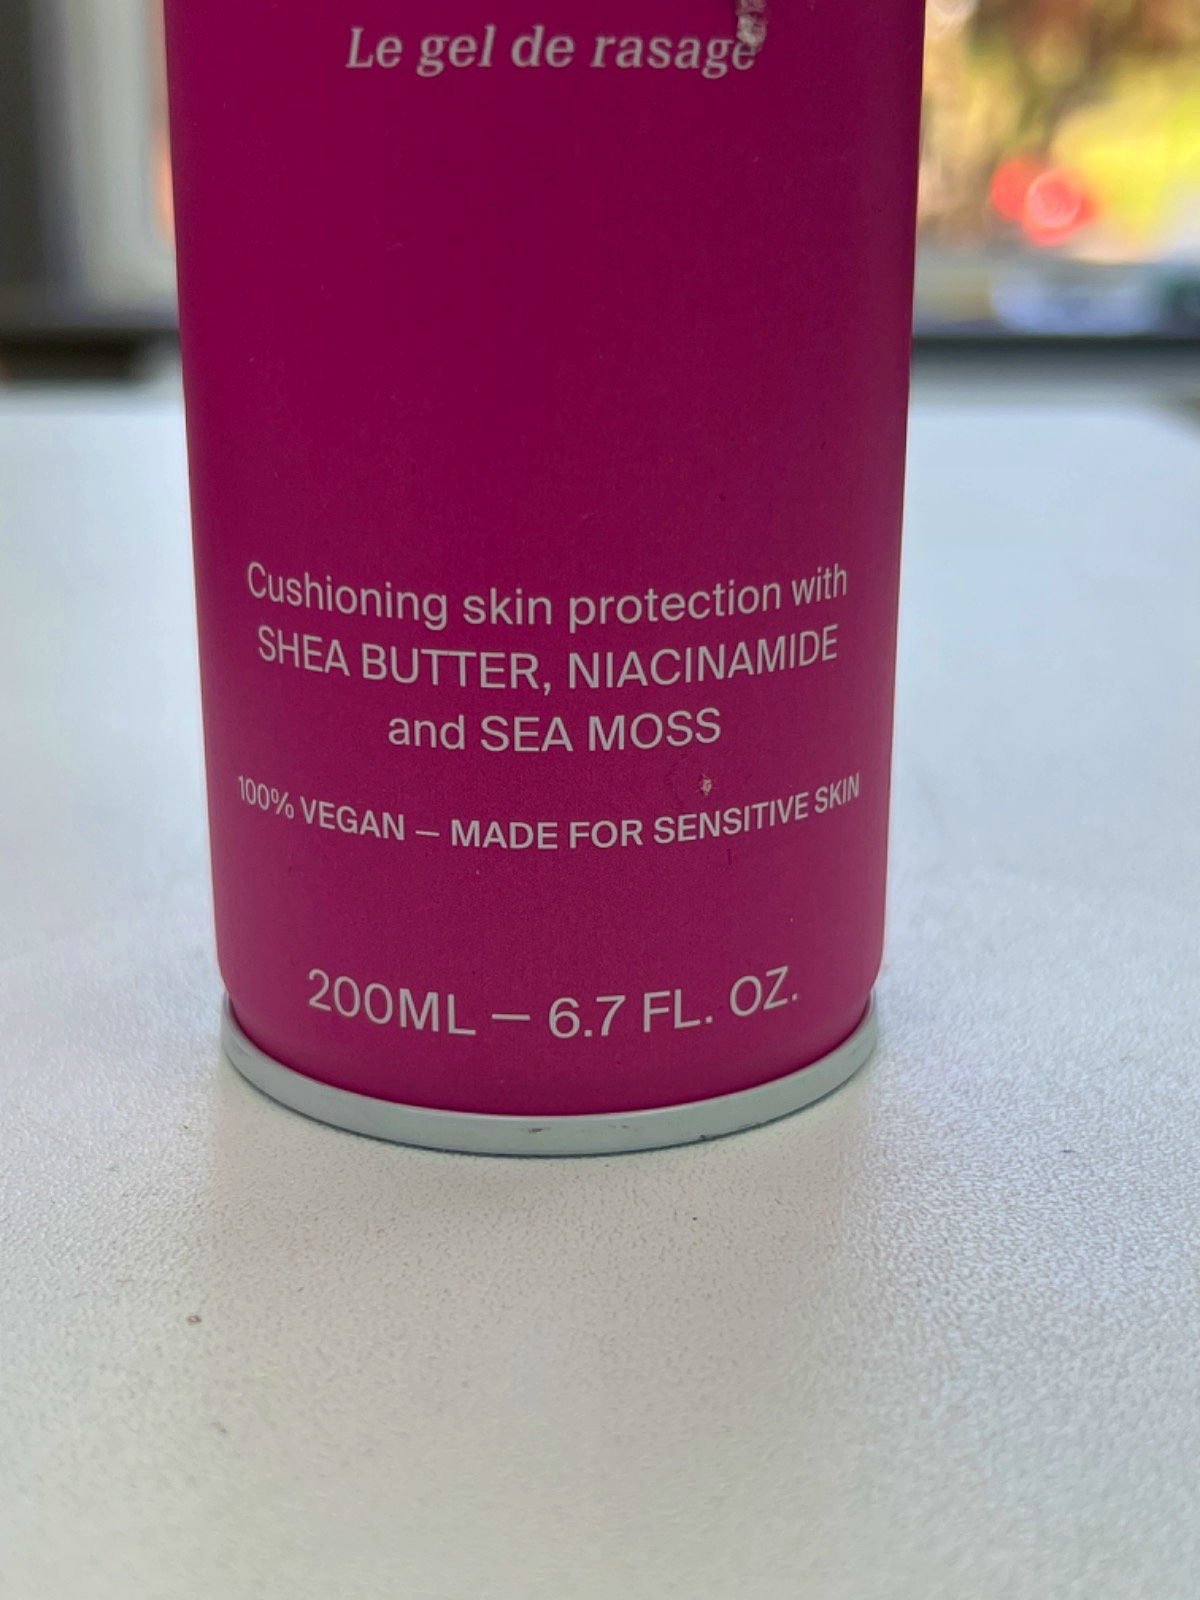 Le gel de rasage
Cushioning skin protection with
SHEA BUTTER, NIACINAMIDE
and SEA MOSS
100% VEGAN — MADE FOR SENSITIVE SKIN
200ML — 6.7 FL. OZ.